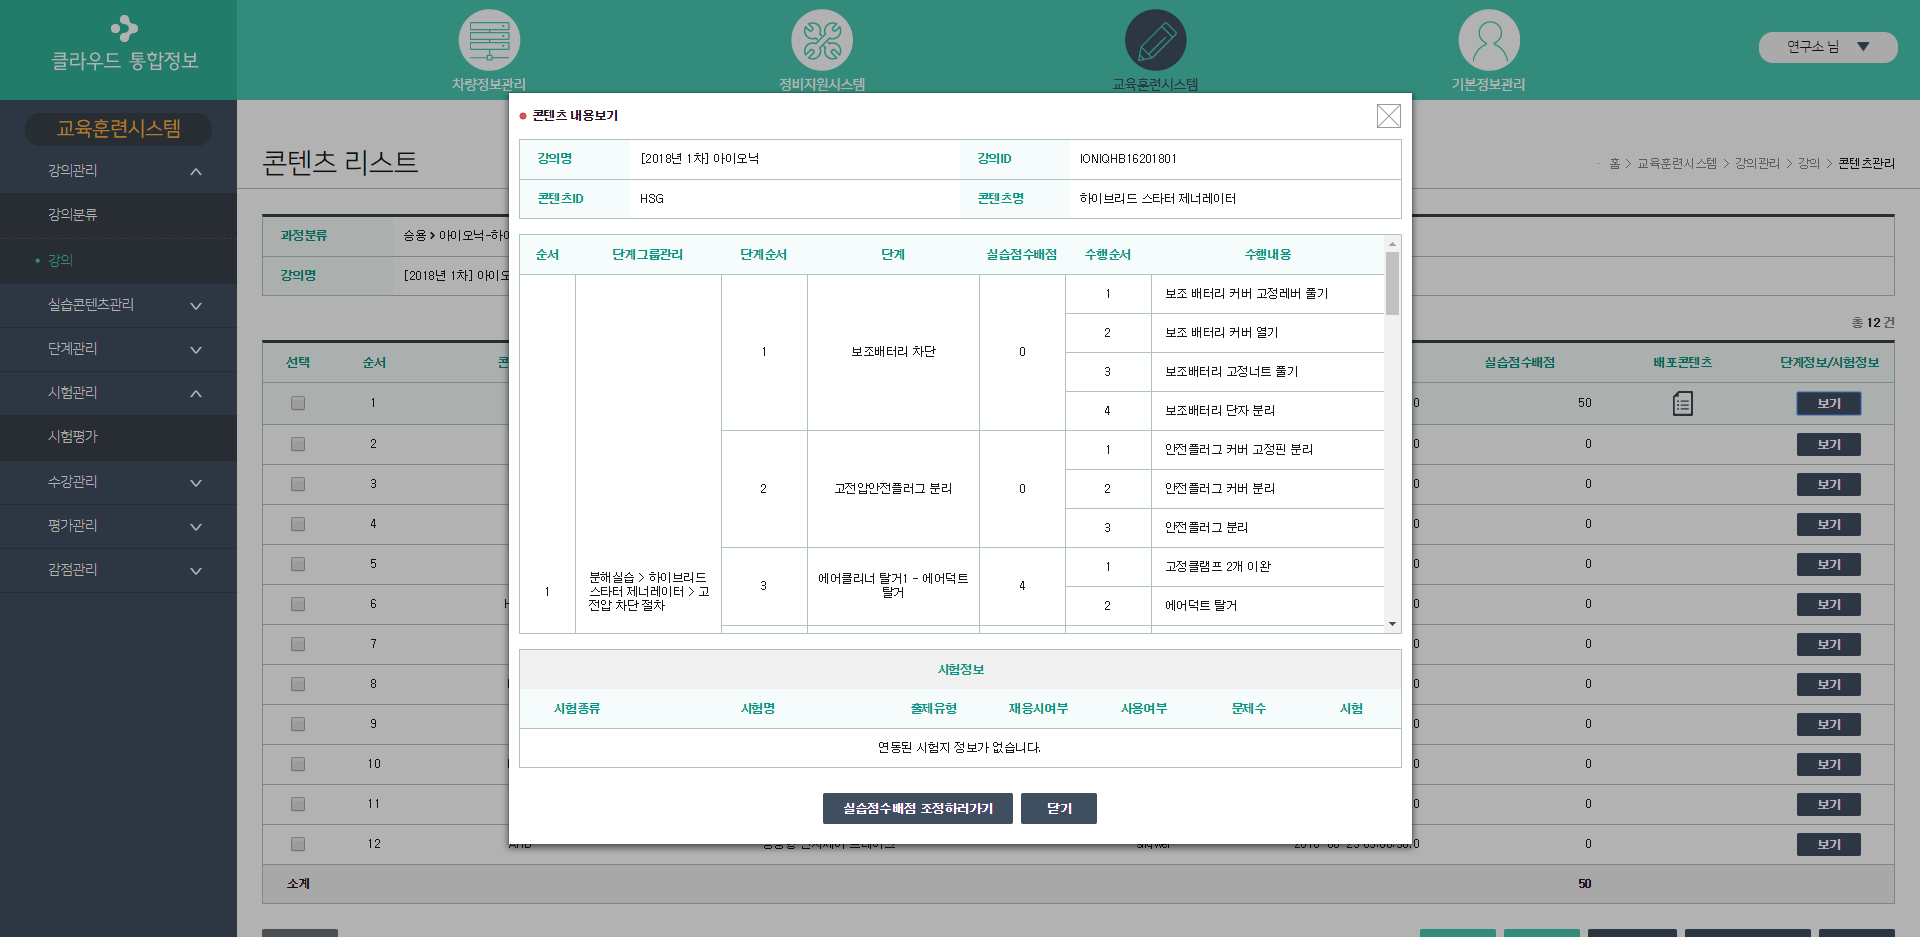 클라우드 통합정보
차량정보관리
정비지원시스템
교육훈련시스템
기본정보관리
연구소 님 ▼
교육훈련시스템
강의관리
강의분류
• 강의
실습콘텐츠관리
단계관리
시험관리
시험평가
수강관리
평가관리
감점관리
콘텐츠 리스트
홈 > 교육훈련시스템 > 강의관리 > 강의 > 콘텐츠관리
과정분류 승용 > 아이오닉-하이
강의명 [2018년 1차] 아이오
총 12 건
선택 순서 실습점수배점 배포콘텐츠 단계정보/시험정보
1 0 50 보기
2 0 0 보기
3 0 0 보기
4 0 0 보기
5 0 0 보기
6 0 0 보기
7 0 0 보기
8 0 0 보기
9 0 0 보기
10 0 0 보기
11 0 0 보기
12 0 0 보기
소계 50
• 콘텐츠 내용보기
강의명 [2018년 1차] 아이오닉 강의ID IONIQHB16201801
콘텐츠ID HSG 콘텐츠명 하이브리드 스타터 제너레이터
순서 단계그룹관리 단계순서 단계 실습점수배점 수행순서 수행내용
1 보조배터리 차단 0
1 보조 배터리 커버 고정레버 풀기
2 보조 배터리 커버 열기
3 보조배터리 고정너트 풀기
4 보조배터리 단자 분리
2 고전압안전플러그 분리 0
1 안전플러그 커버 고정핀 분리
2 안전플러그 커버 분리
3 안전플러그 분리
1
분해실습 > 하이브리드
스타터 제너레이터 > 고
전압 차단 절차
3
에어클리너 탈거1 - 에어덕트
탈거
4
1 고정클램프 2개 이완
2 에어덕트 탈거
시험정보
시험종류 시험명 출제유형 재응시여부 사용여부 문제수 시험
연동된 시험지 정보가 없습니다.
실습점수배점 조정하러가기 닫기